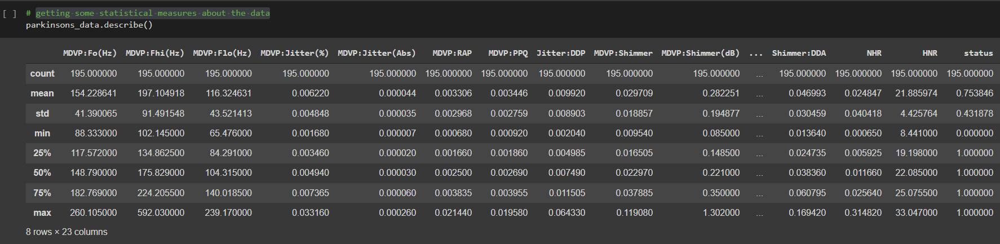 [ ] # getting some statistical measures about the data
parkinsons_data.describe()
MDVP:Fo(Hz) MDVP:Fhi(Hz) MDVP:Flo(Hz) MDVP:Jitter(%) MDVP:Jitter(Abs) MDVP:RAP MDVP:PPQ Jitter:DDP MDVP:Shimmer MDVP:Shimmer(dB) ... Shimmer:DDA NHR HNR status
count 195.000000 195.000000 195.000000 195.000000 195.000000 195.000000 195.000000 195.000000 195.000000 195.000000 ... 195.000000 195.000000 195.000000 195.000000
mean 154.228641 197.104918 116.324631 0.006220 0.000044 0.003306 0.003446 0.009920 0.029709 0.282251 ... 0.046993 0.024847 21.885974 0.753846
std 41.390065 91.491548 43.521413 0.004848 0.000035 0.002968 0.002759 0.008903 0.018857 0.194877 ... 0.030459 0.040418 4.425764 0.431878
min 88.333000 102.145000 65.476000 0.001680 0.000007 0.000680 0.000920 0.002040 0.009540 0.085000 ... 0.013640 0.000650 8.441000 0.000000
25% 117.572000 134.862500 84.291000 0.003460 0.000020 0.001660 0.001860 0.004985 0.016505 0.148500 ... 0.024735 0.005925 19.198000 1.000000
50% 148.790000 175.829000 104.315000 0.004940 0.000030 0.002500 0.002690 0.007490 0.022970 0.221000 ... 0.038360 0.011660 22.085000 1.000000
75% 182.769000 224.205500 140.018500 0.007365 0.000060 0.003835 0.003955 0.011505 0.037885 0.350000 ... 0.060795 0.025640 25.075500 1.000000
max 260.105000 592.030000 239.170000 0.033160 0.000260 0.021440 0.019580 0.064330 0.119080 1.302000 ... 0.169420 0.314820 33.047000 1.000000
8 rows × 23 columns